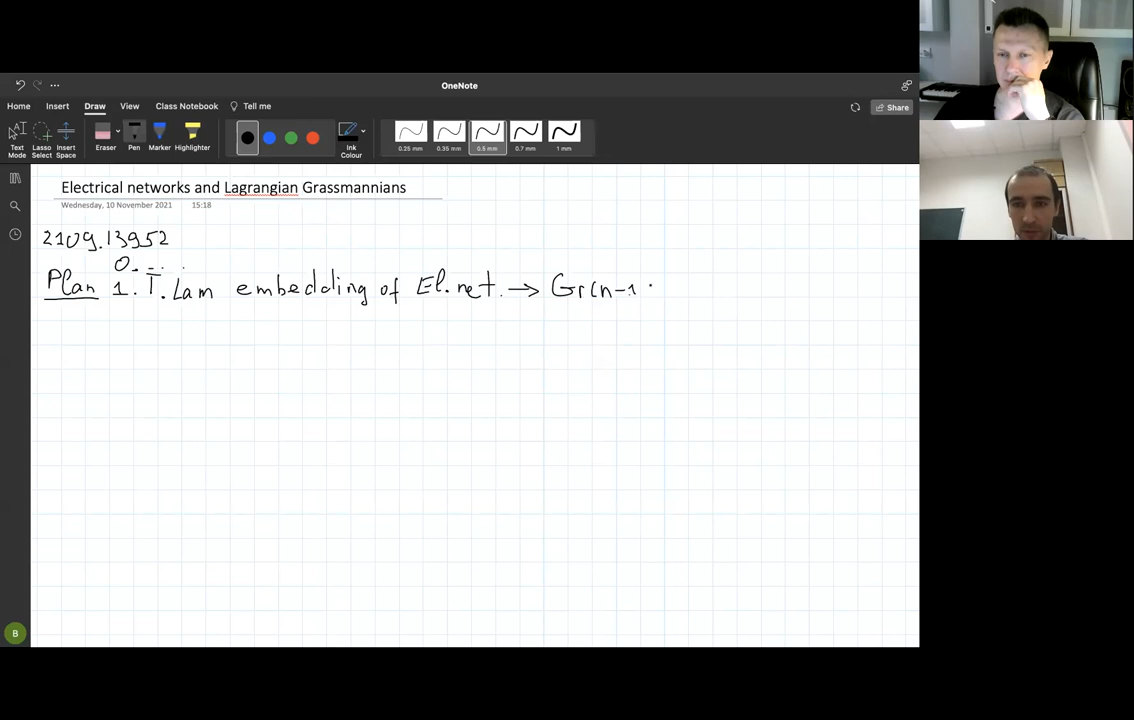 OneNote
Home Insert Draw View Class Notebook Tell me
Share
Text Mode
Lasso Select
Insert Space
Eraser
Pen
Marker
Highlighter
Ink Colour
0.25 mm
0.35 mm
0.5 mm
0.7 mm
1 mm
Electrical networks and Lagrangian Grassmannians
Wednesday, 10 November 2021 15:18
2109.13952
0. ....
Plan 1. T. Lam embedding of El. net. → Gr(n-1
B